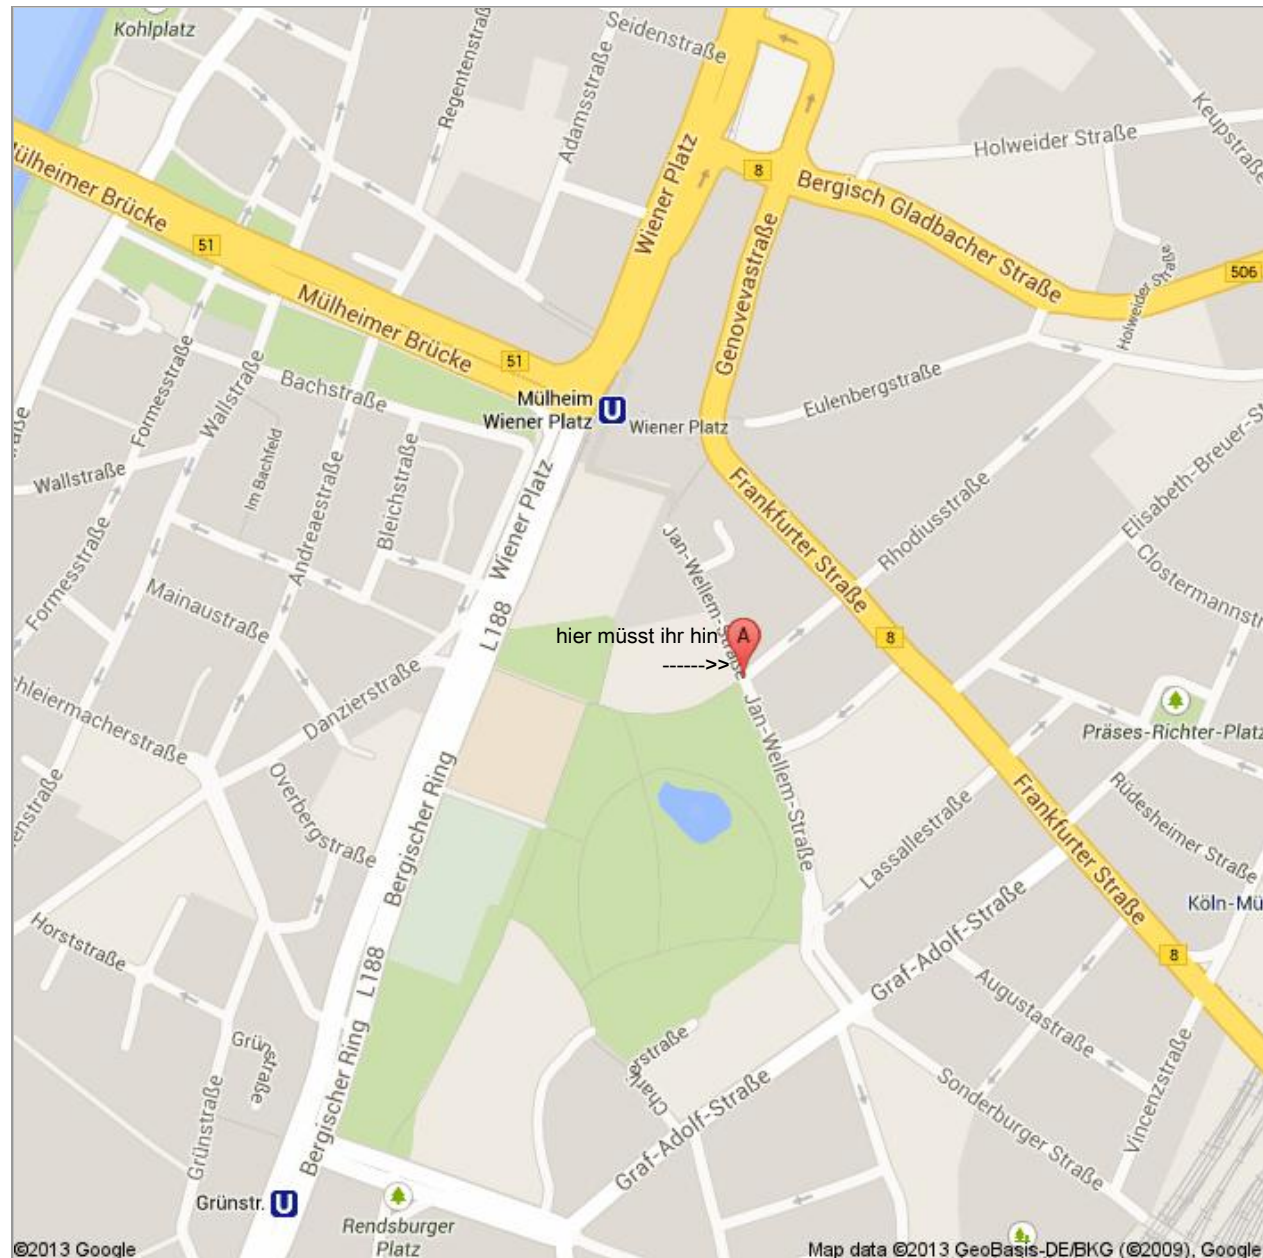 Kohlplatz
Regentenstraß
Adamsstraße
Seidenstraße
Keupstraße
Holweider Straße
Wiener Platz
8
Bergisch Gladbacher Straße
Mülheimer Brücke
51
506
Holweider Straße
Genovevastraße
Mülheimer Brücke
51
Mülheim
Wiener Platz
U
Wiener Platz
Eulenbergstraße
Bachstraße
Formesstraße
Wallstraße
Wallstraße
Im Bachfeld
Bleichstraße
Andreaestraße
Wiener Platz
Frankfurter Straße
Rhodiusstraße
Elisabeth-Breuer-St
Clostermannstr
Jan-Wellem-Straße
Formesstraße
Mainaustraße
L188
hier müsst ihr hin
------>>
A
8
Danzierstraße
Jan-Wellem-Straße
Präses-Richter-Platz
chleiermacherstraße
Overbergstraße
Bergischer Ring
enstraße
Frankfurter Straße
Rüdesheimer Straße
Lassallestraße
Köln-Mü
Horststraße
L188
Graf-Adolf-Straße
8
Augustastraße
Grünstraße
Bergischer Ring
Grünstraße
Graf-Adolf-Straße
Sonderburger Straße
Vincenzstraße
Grünstr.
U
Rendsburger
Platz
©2013 Google
Map data ©2013 GeoBasis-DE/BKG (©2009), Google